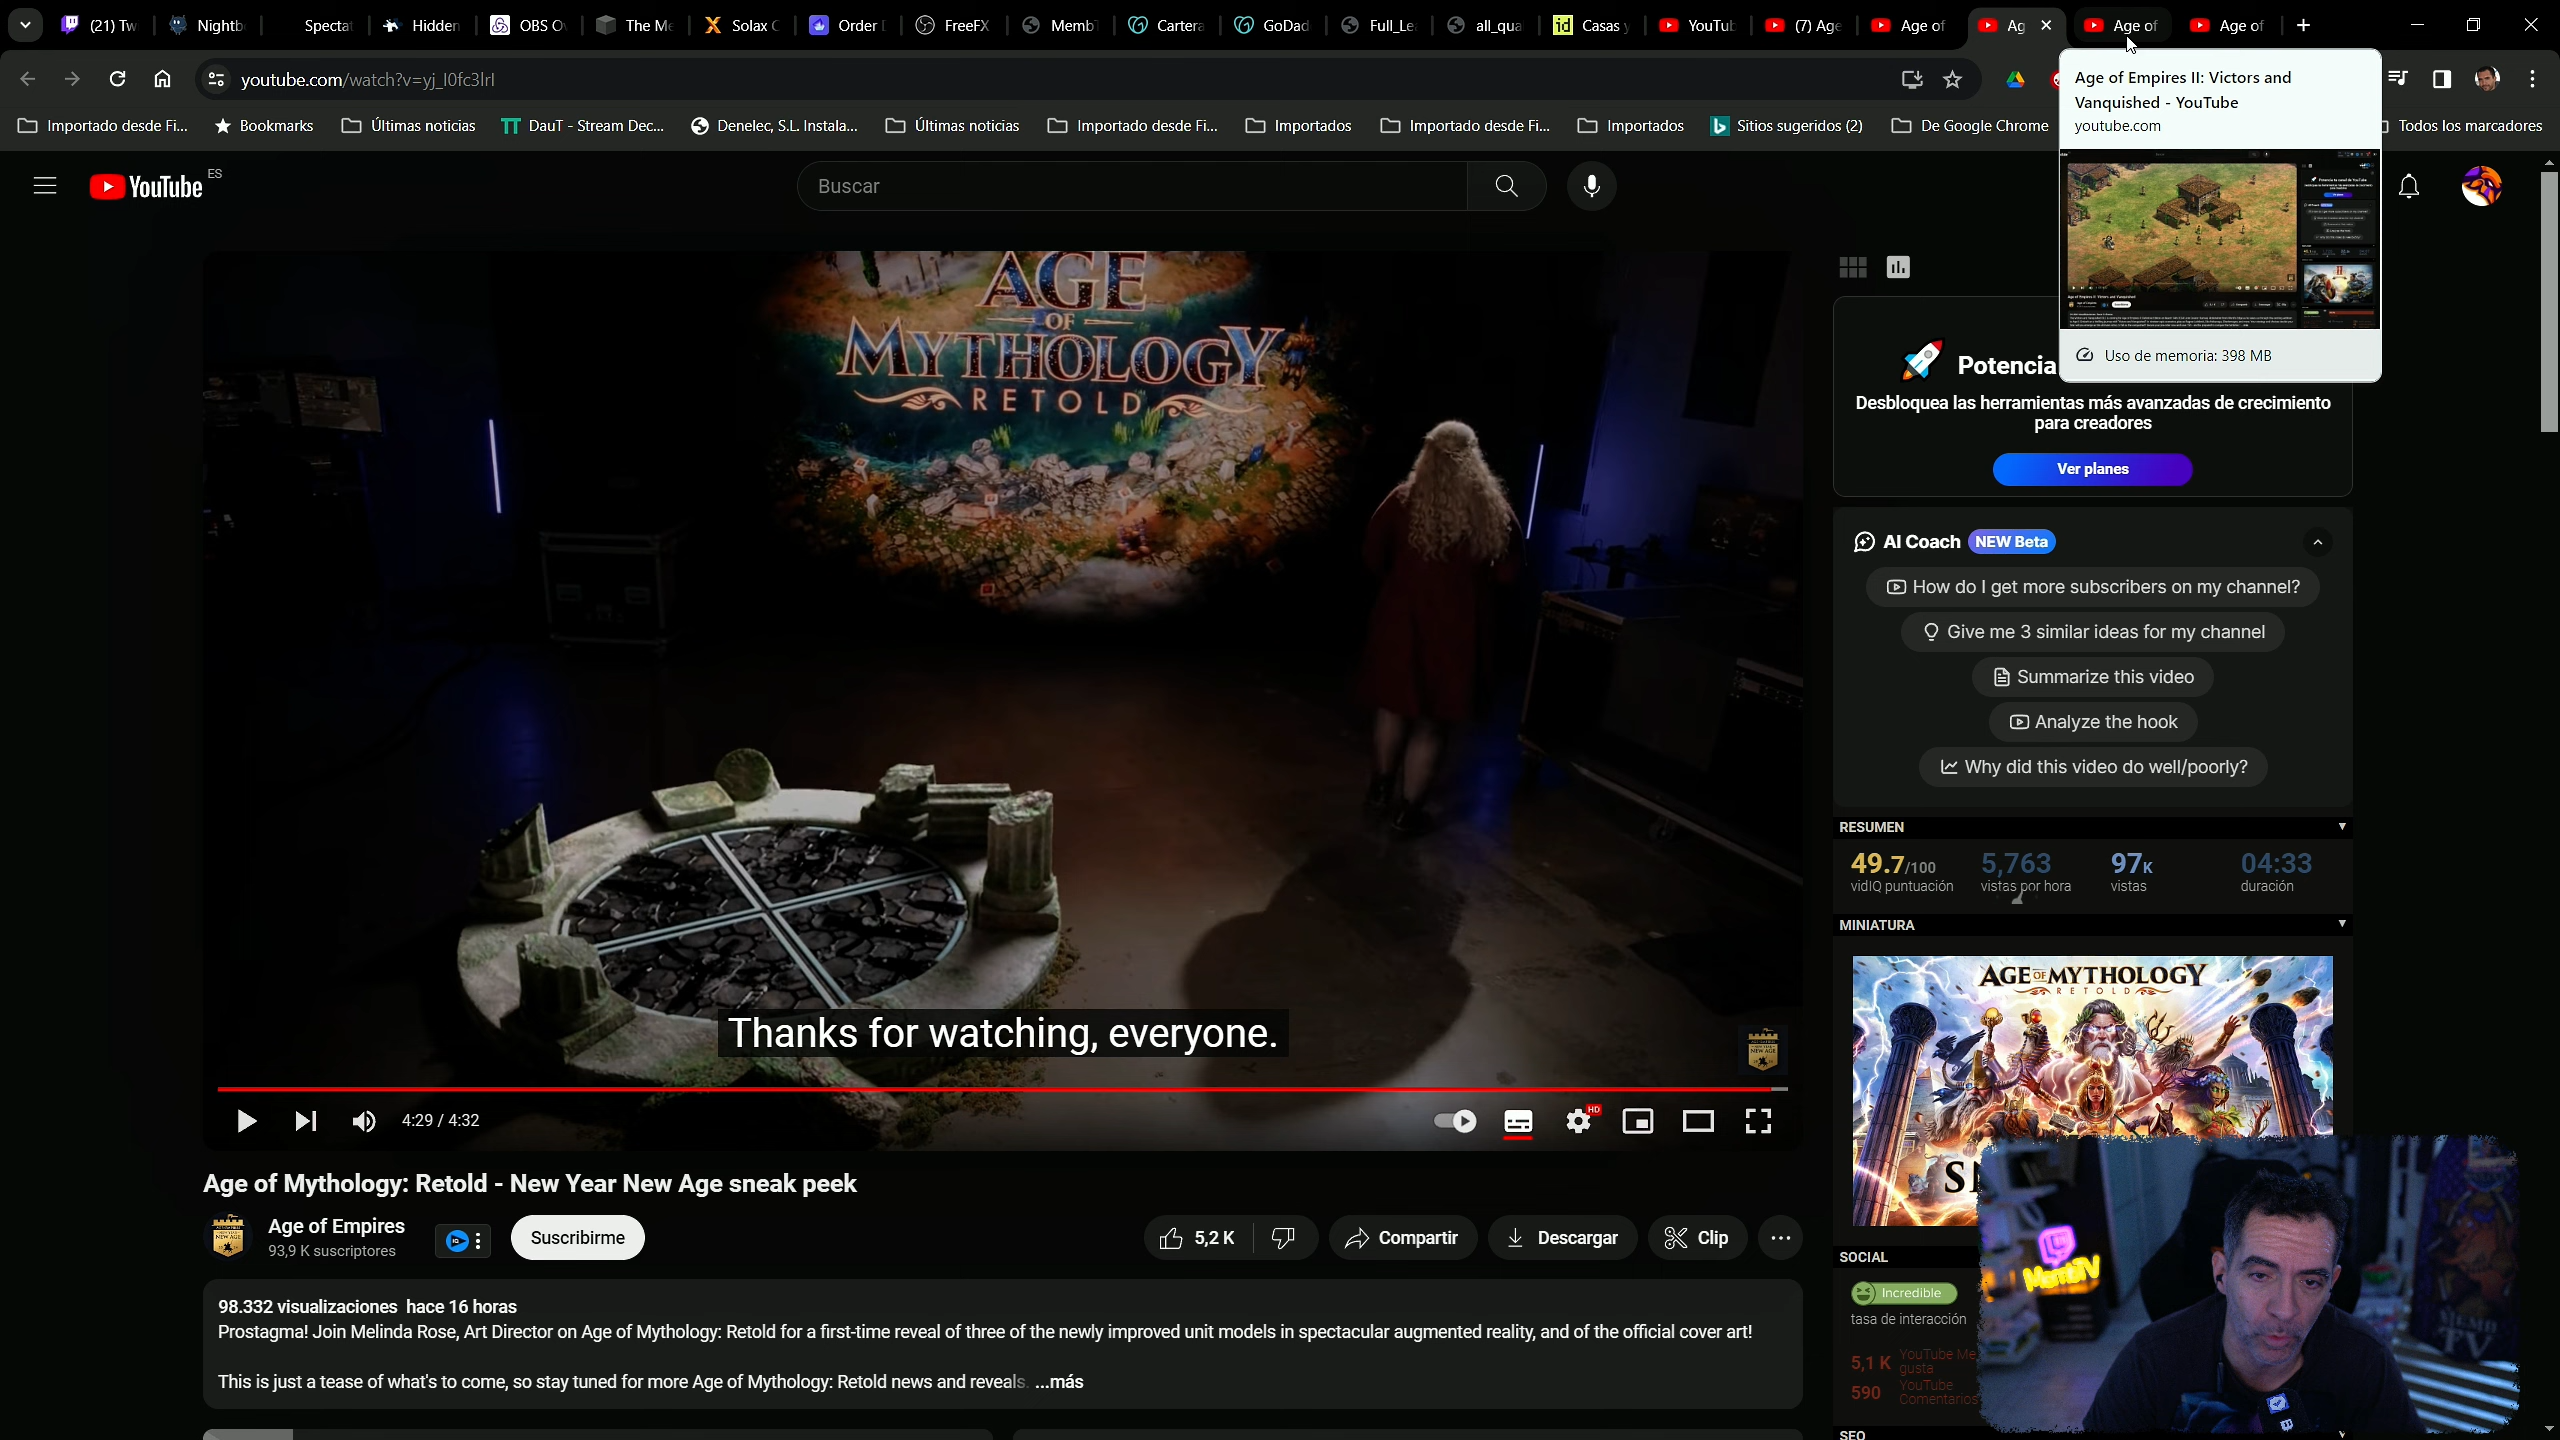 (21) Tw
Nightb
Spectat
Hidden
OBS O
The Me
Solax C
Order
FreeFX
Memb
Cartera
GoDad
Full_Le
all_qua
Casas y
YouTub
(7) Age
Age of
Ag
Age of
Age of
youtube.com/watch?v=yj_I0fc3lrI
Importado desde Fi...
Bookmarks
Últimas noticias
DauT - Stream Dec...
Denelec, S.L. Instala...
Últimas noticias
Importado desde Fi...
Importados
Importado desde Fi...
Importados
Sitios sugeridos (2)
De Google Chrome
Todos los marcadores
Age of Empires II: Victors and
Vanquished - YouTube
youtube.com
Uso de memoria: 398 MB
YouTube ES
Buscar
AGE
OF
MYTHOLOGY
RETOLD
Thanks for watching, everyone.
4:29 / 4:32
HD
Age of Mythology: Retold - New Year New Age sneak peek
Age of Empires
93,9 K suscriptores
Suscribirme
5,2 K
Compartir
Descargar
Clip
98.332 visualizaciones hace 16 horas
Prostagma! Join Melinda Rose, Art Director on Age of Mythology: Retold for a first-time reveal of three of the newly improved unit models in spectacular augmented reality, and of the official cover art!
This is just a tease of what's to come, so stay tuned for more Age of Mythology: Retold news and reveals. ...más
Potencia
Desbloquea las herramientas más avanzadas de crecimiento
para creadores
Ver planes
AI Coach NEW Beta
How do I get more subscribers on my channel?
Give me 3 similar ideas for my channel
Summarize this video
Analyze the hook
Why did this video do well/poorly?
RESUMEN
49.7/100 5,763 97K 04:33
vidIQ puntuación vistas por hora vistas duración
MINIATURA
AGE OF MYTHOLOGY
RETOLD
SOCIAL
Incredible
tasa de interacción
5,1 K YouTube Me
gusta
590 YouTube
Comentarios
SEO
MembTV